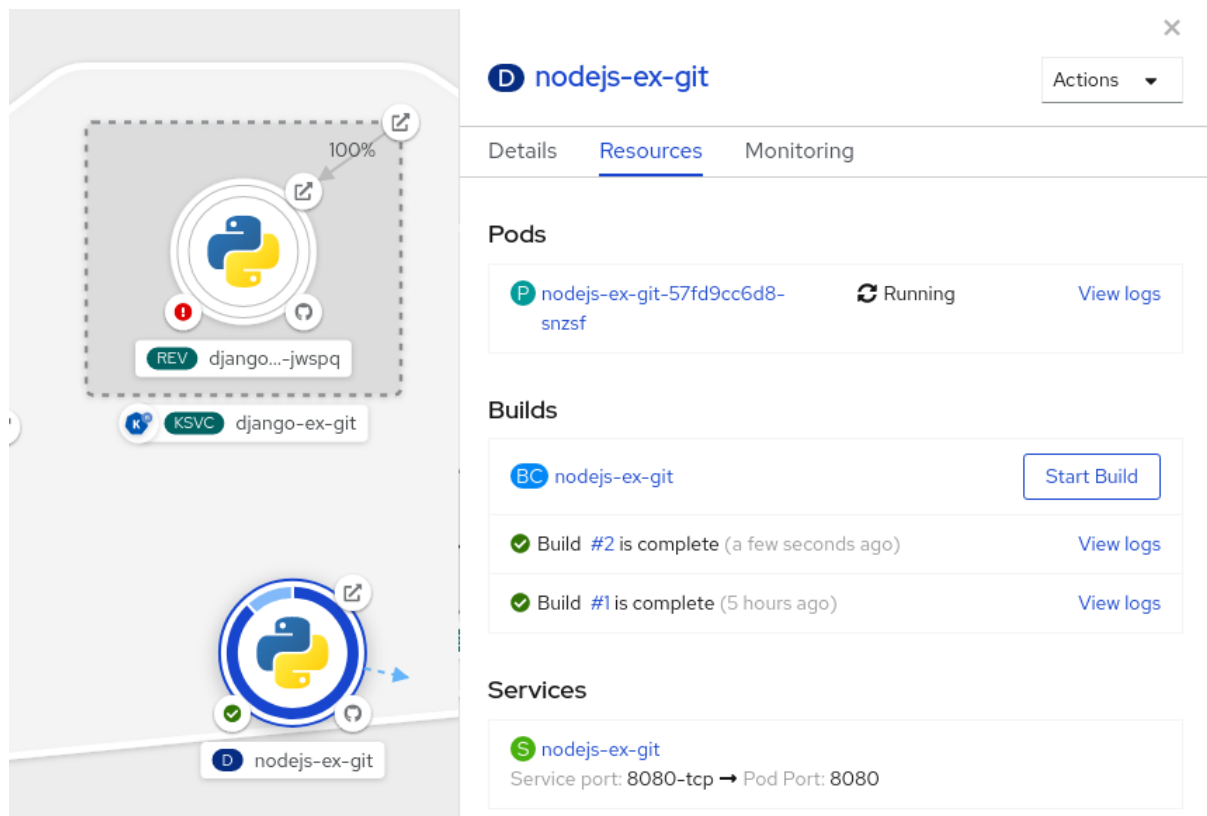 100%
REV django...-jwspq
K KSVC django-ex-git
D nodejs-ex-git
D nodejs-ex-git
Actions
Details Resources Monitoring
Pods
P nodejs-ex-git-57fd9cc6d8-
snzsf
Running
View logs
Builds
BC nodejs-ex-git
Start Build
Build #2 is complete (a few seconds ago) View logs
Build #1 is complete (5 hours ago) View logs
Services
S nodejs-ex-git
Service port: 8080-tcp → Pod Port: 8080